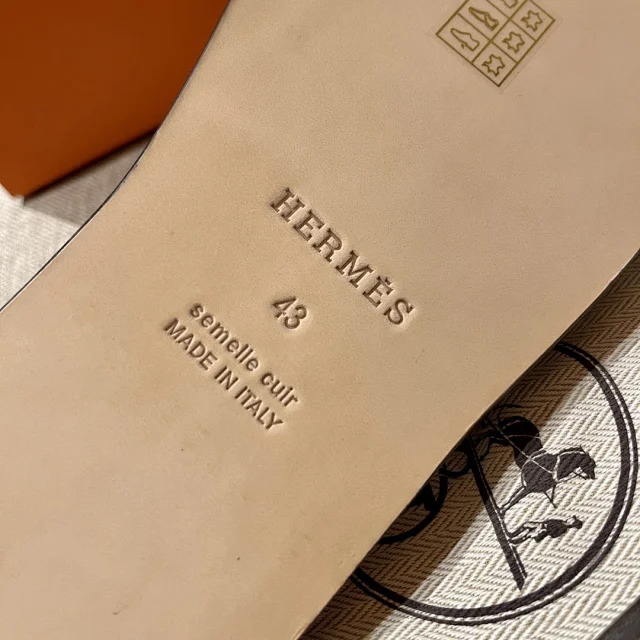 HERMÈS
43
semelle cuir
MADE IN ITALY